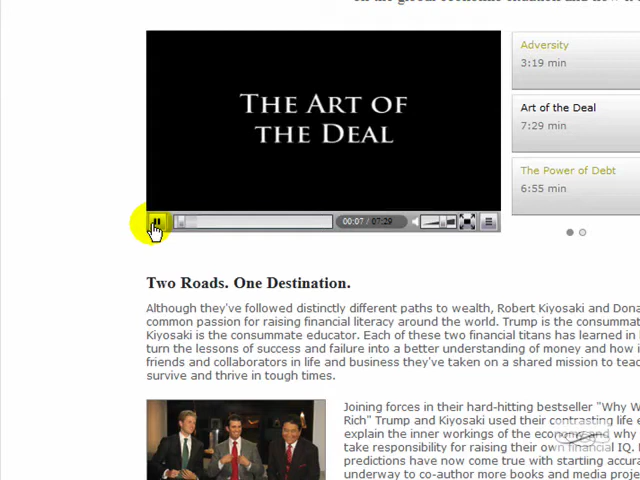 THE ART OF
THE DEAL
00:07 / 07:29
Adversity
3:19 min
Art of the Deal
7:29 min
The Power of Debt
6:55 min
Two Roads. One Destination.
Although they've followed distinctly different paths to wealth, Robert Kiyosaki and Dona
common passion for raising financial literacy around the world. Trump is the consummat
Kiyosaki is the consummate educator. Each of these two financial titans has learned in
turn the lessons of success and failure into a better understanding of money and how i
friends and collaborators in life and business they've taken on a shared mission to tea
survive and thrive in tough times.
Joining forces in their hard-hitting bestseller "Why W
Rich" Trump and Kiyosaki used their contrasting life e
explain the inner workings of the economy and why
take responsibility for raising their own financial IQ.
predictions have now come true with startling accura
underway to co-author more books and media proje